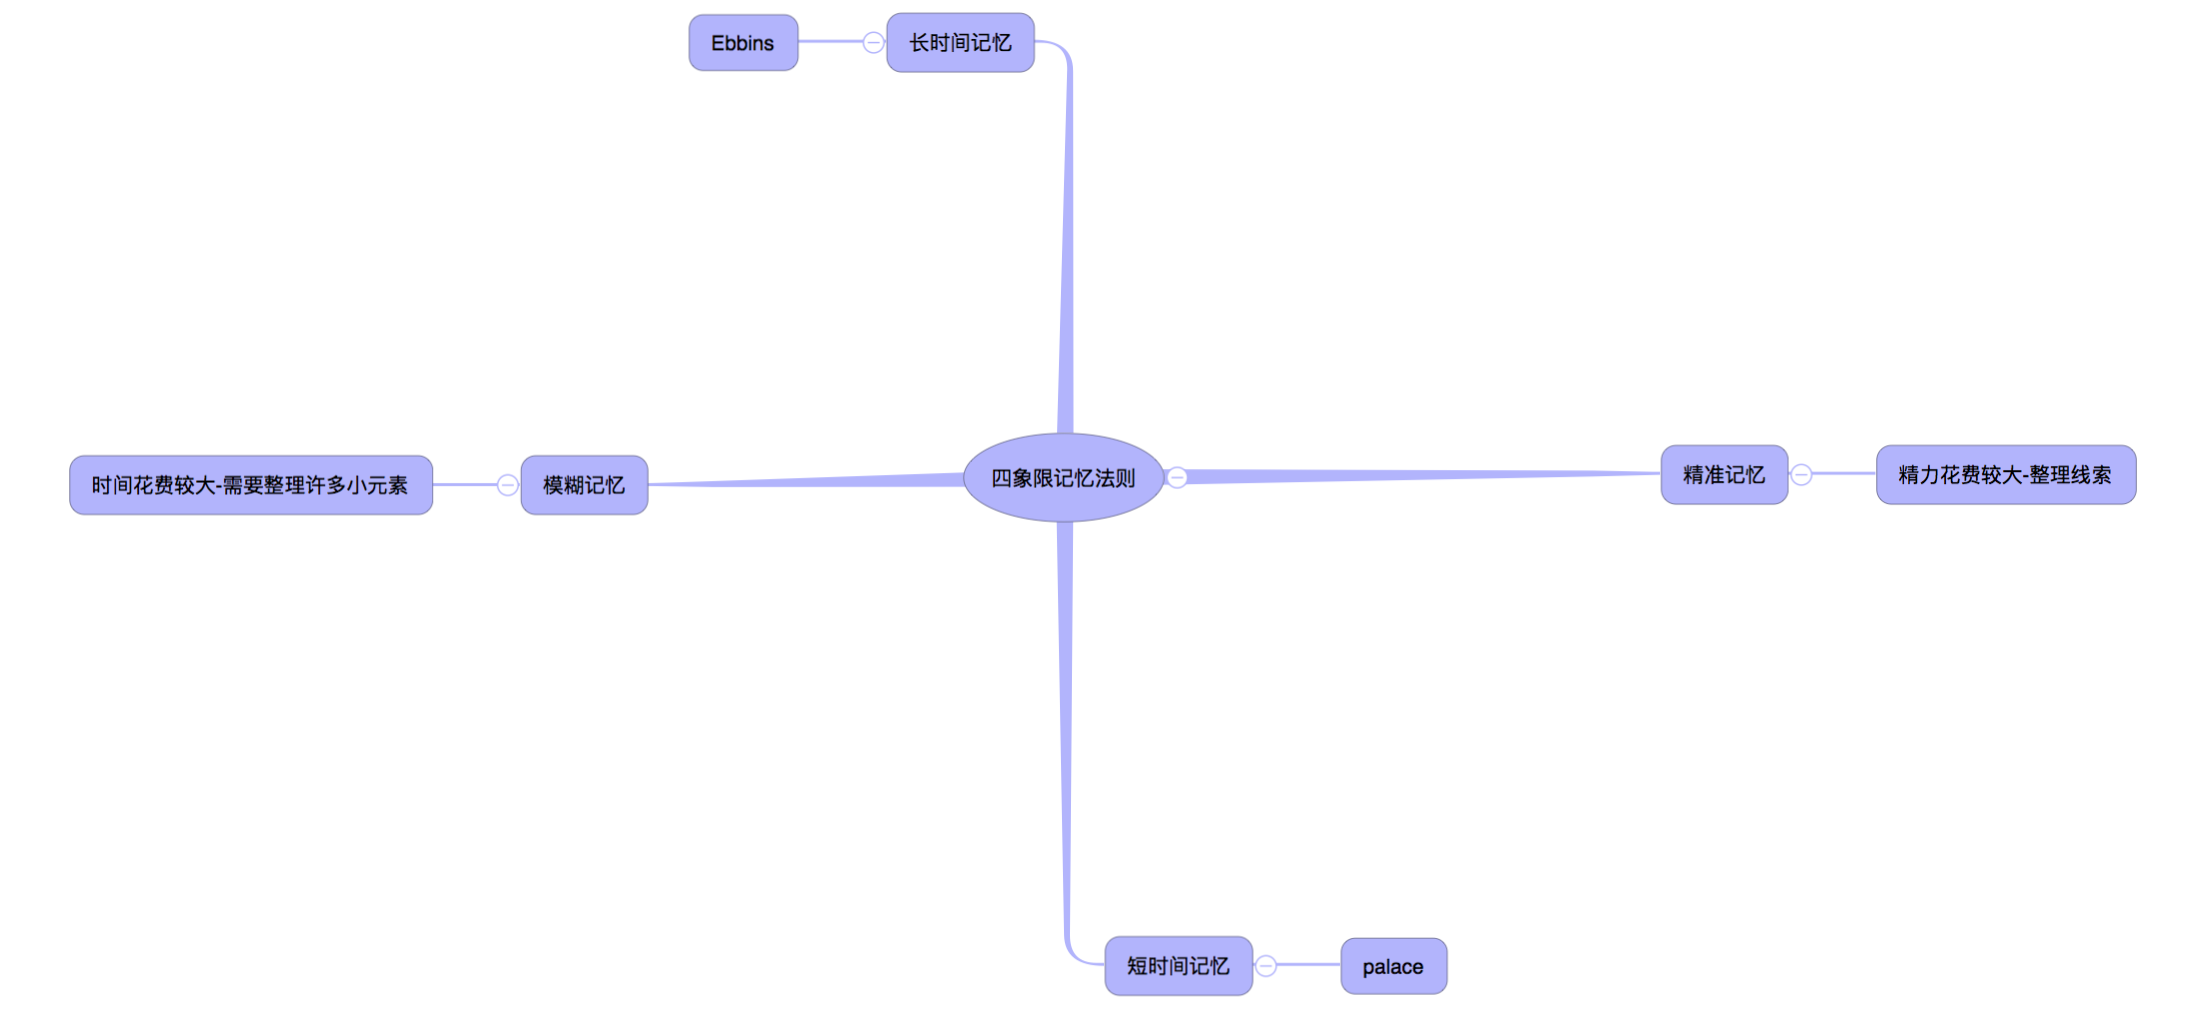 Ebbins
长时间记忆
时间花费较大-需要整理许多小元素
模糊记忆
四象限记忆法则
精准记忆
精力花费较大-整理线索
短时间记忆
palace